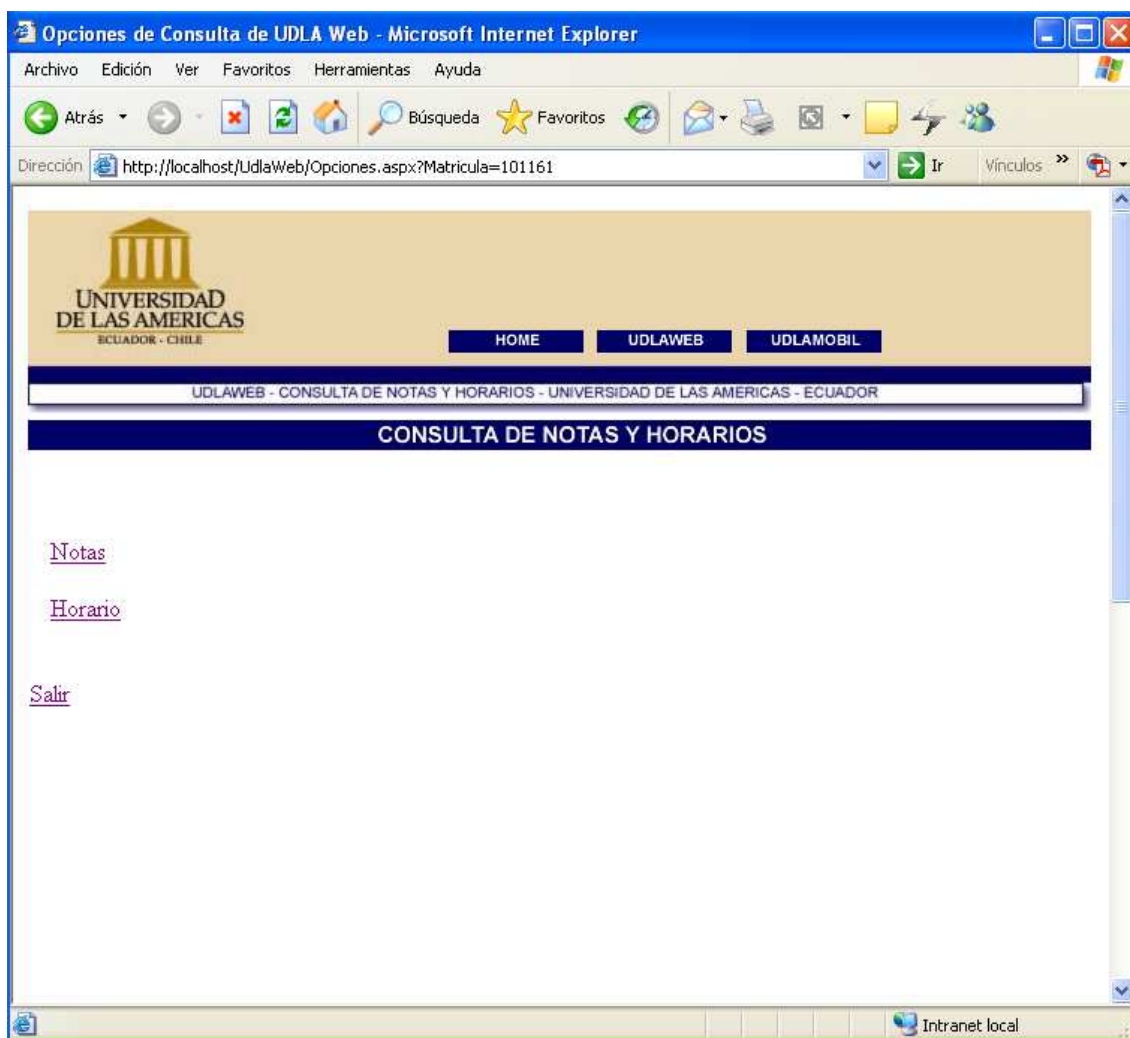 Opciones de Consulta de UDLA Web - Microsoft Internet Explorer
Archivo Edición Ver Favoritos Herramientas Ayuda
Atrás Búsqueda Favoritos
Dirección http://localhost/UdlaWeb/Opciones.aspx?Matricula=101161 Ir Vínculos »
UNIVERSIDAD
DE LAS AMERICAS
ECUADOR - CHILE
HOME UDLAWEB UDLAMOBIL
UDLAWEB - CONSULTA DE NOTAS Y HORARIOS - UNIVERSIDAD DE LAS AMERICAS - ECUADOR
CONSULTA DE NOTAS Y HORARIOS
Notas
Horario
Salir
Intranet local